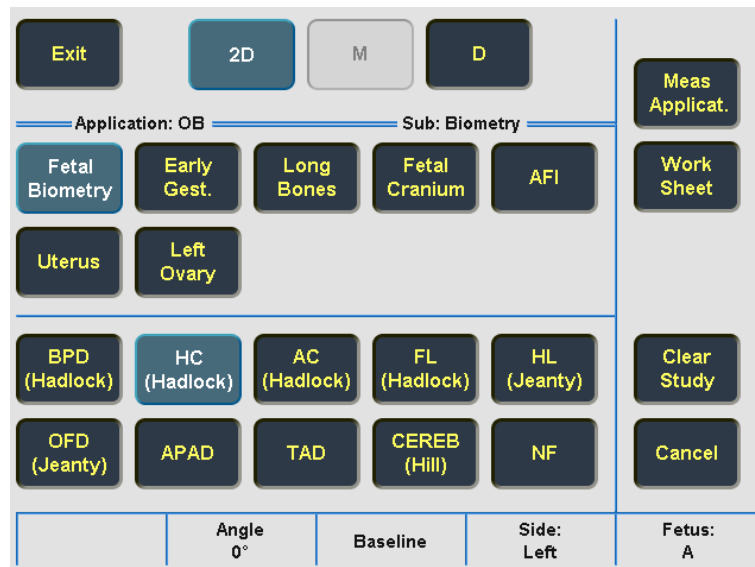 Exit
2D
M
D
Meas
Applicat.
Application: OB
Sub: Biometry
Fetal
Biometry
Early
Gest.
Long
Bones
Fetal
Cranium
AFI
Work
Sheet
Uterus
Left
Ovary
BPD
(Hadlock)
HC
(Hadlock)
AC
(Hadlock)
FL
(Hadlock)
HL
(Jeanty)
Clear
Study
OFD
(Jeanty)
APAD
TAD
CEREB
(Hill)
NF
Cancel
Angle
0°
Baseline
Side:
Left
Fetus:
A